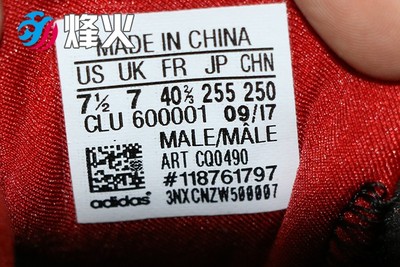 烽火
MADE IN CHINA
US UK FR JP CHN
7½ 7 40⅔ 255 250
CLU 600001 09/17
MALE/MÂLE
ART CQ0490
#118761797
adidas 3NXCNZW500007